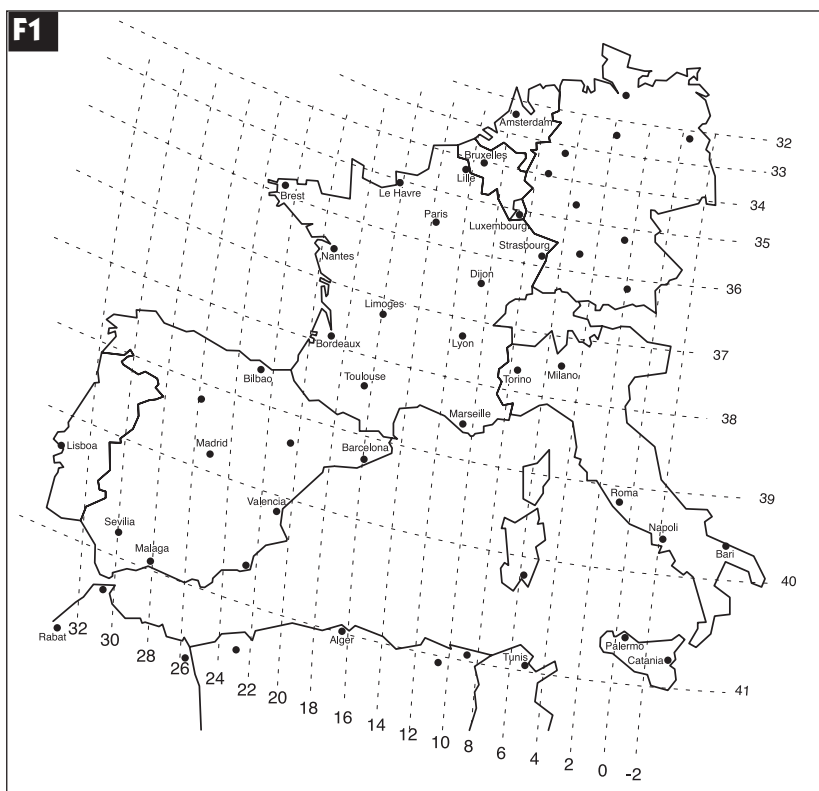 F1
Amsterdam
32
Bruxelles
33
Lille
Brest
Le Havre
34
Paris
Luxembourg
35
Strasbourg
Nantes
Dijon
36
Limoges
Bordeaux
Lyon
37
Bilbao
Toulouse
Torino
Milano
38
Marseille
Lisboa
Madrid
Barcelona
Roma
39
Valencia
Sevilia
Napoli
Malaga
Bari
40
32
30
Rabat
28
Alger
26
24
22
20
18
16
14
12
10
8
6
4
2
0
-2
Tunis
Palermo
Catania
41